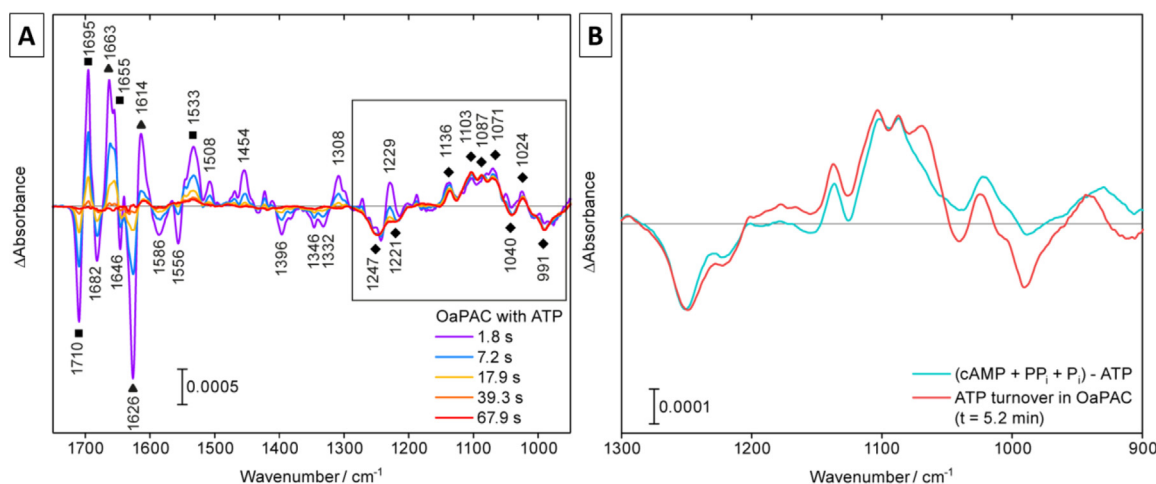 A
1695
1663
1655
1614
1533
1508
1454
1308
1229
1136
1103
1087
1071
1024
1710
1682
1646
1626
1586
1556
1396
1346
1332
1247
1221
1040
991
ΔAbsorbance
OaPAC with ATP
1.8 s
7.2 s
17.9 s
39.3 s
67.9 s
0.0005
1700 1600 1500 1400 1300 1200 1100 1000
Wavenumber / cm⁻¹
B
ΔAbsorbance
(cAMP + PPᵢ + Pᵢ) - ATP
ATP turnover in OaPAC
(t = 5.2 min)
0.0001
1300 1200 1100 1000 900
Wavenumber / cm⁻¹